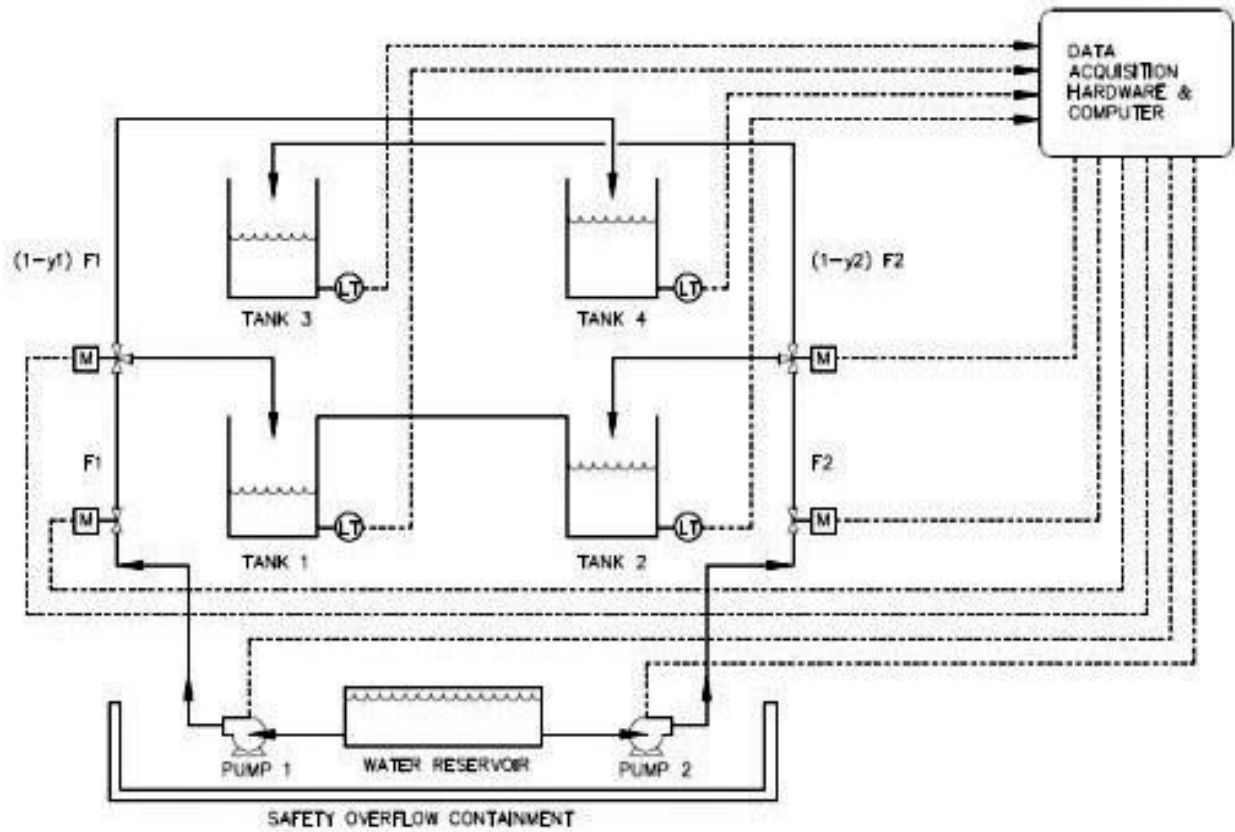 DATA
ACQUISITION
HARDWARE &
COMPUTER
(1-y1) F1
(1-y2) F2
LT
LT
TANK 3
TANK 4
M
M
F1
F2
M
M
LT
LT
TANK 1
TANK 2
PUMP 1
WATER RESERVOIR
PUMP 2
SAFETY OVERFLOW CONTAINMENT